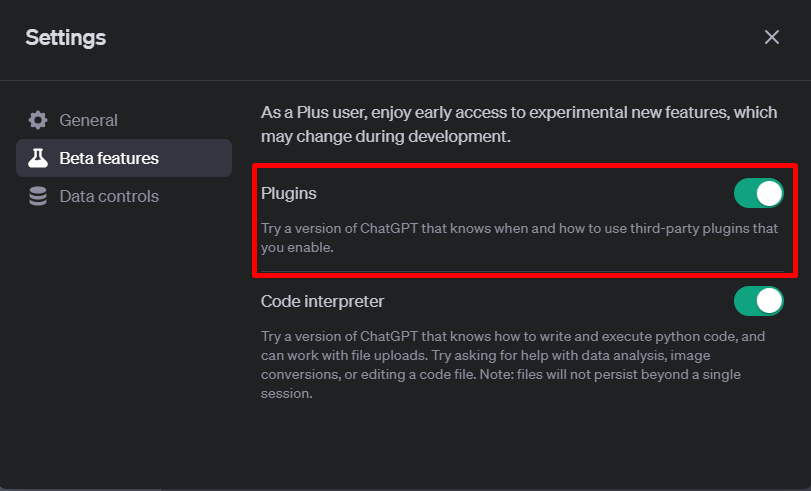 Settings
General
Beta features
Data controls
As a Plus user, enjoy early access to experimental new features, which
may change during development.
Plugins
Try a version of ChatGPT that knows when and how to use third-party plugins that
you enable.
Code interpreter
Try a version of ChatGPT that knows how to write and execute python code, and
can work with file uploads. Try asking for help with data analysis, image
conversions, or editing a code file. Note: files will not persist beyond a single
session.